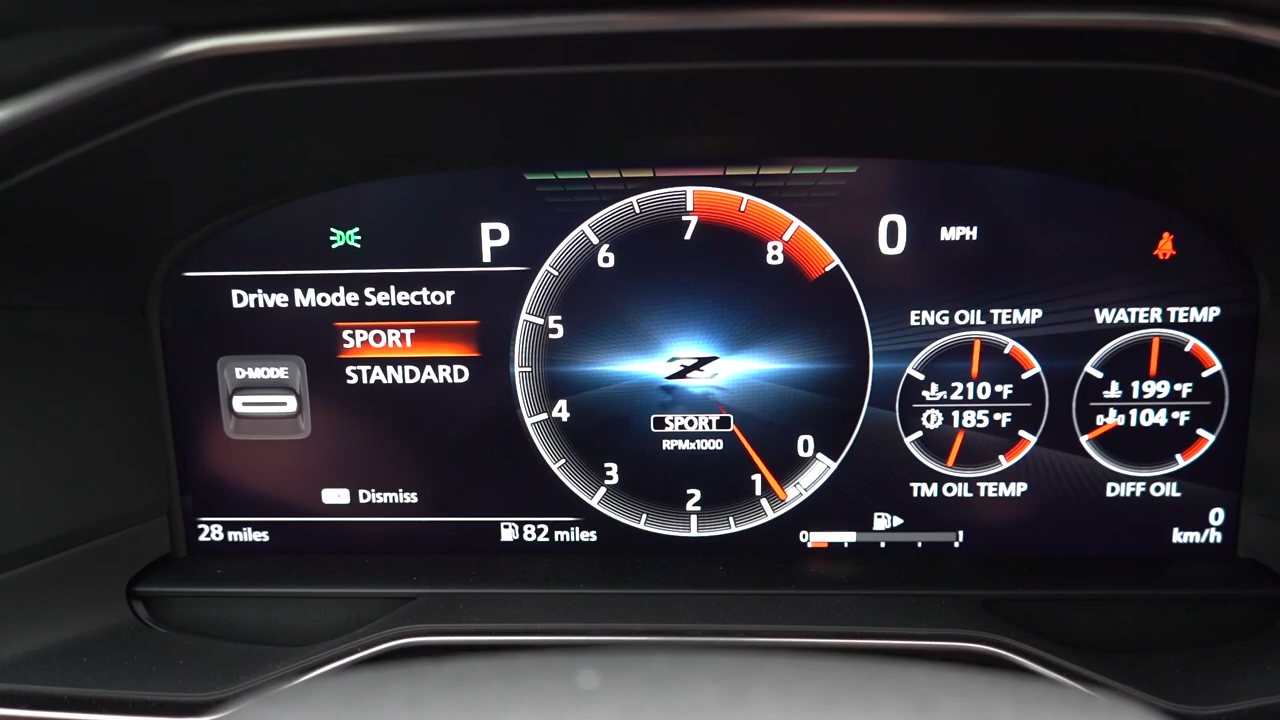 P
0 MPH
Drive Mode Selector
SPORT
STANDARD
D-MODE
Dismiss
28 miles
82 miles
7
8
6
5
4
3
2
1
0
Z
SPORT
RPMx1000
ENG OIL TEMP
210 °F
185 °F
TM OIL TEMP
WATER TEMP
199 °F
104 °F
DIFF OIL
0 1
0
km/h